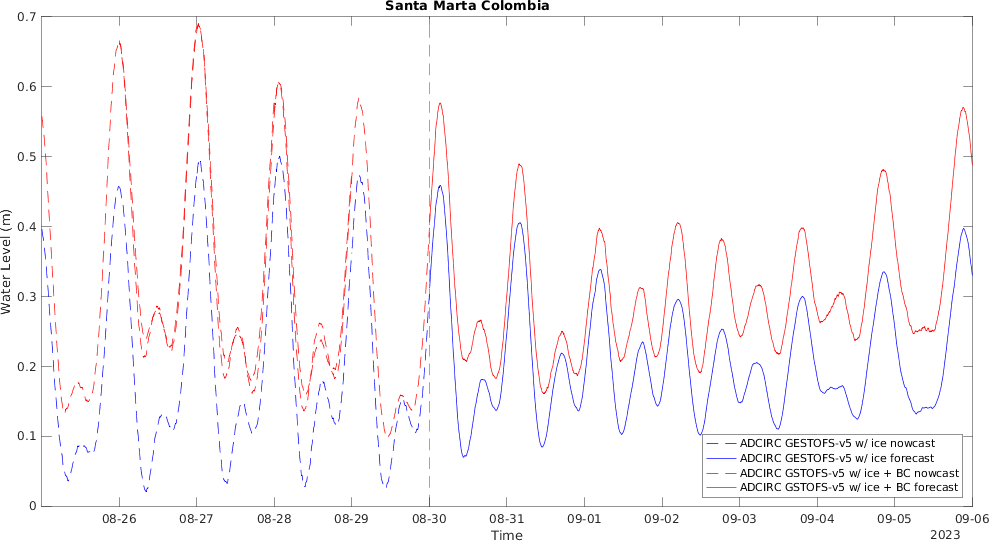 Santa Marta Colombia
0.7
0.6
0.5
0.4
0.3
0.2
0.1
0
Water Level (m)
ADCIRC GESTOFS-v5 w/ ice nowcast
ADCIRC GESTOFS-v5 w/ ice forecast
ADCIRC GSTOFS-v5 w/ ice + BC nowcast
ADCIRC GSTOFS-v5 w/ ice + BC forecast
08-26 08-27 08-28 08-29 08-30 08-31 09-01 09-02 09-03 09-04 09-05 09-06
Time
2023